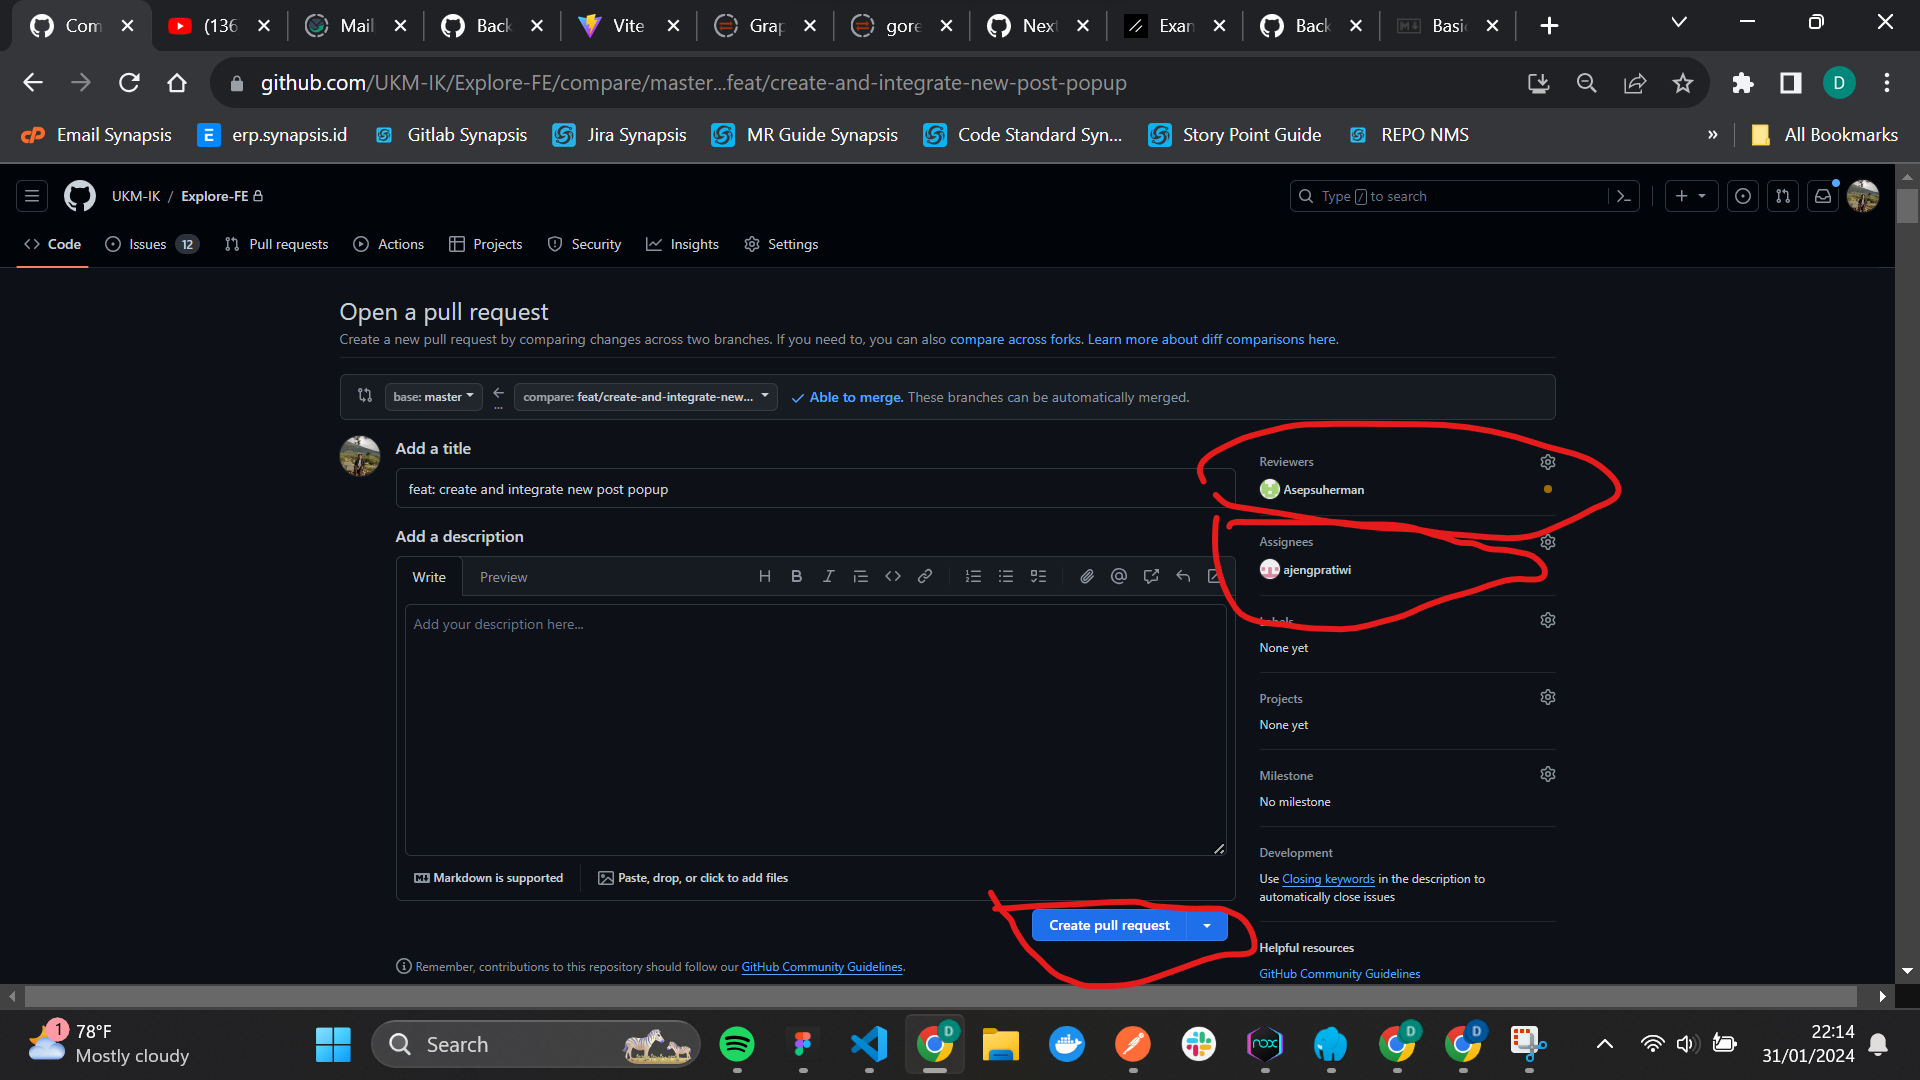 Com
(136
Mail
Back
Vite
Grap
gore
Next
Exan
Back
Basic
github.com/UKM-IK/Explore-FE/compare/master...feat/create-and-integrate-new-post-popup
D
Email Synapsis
E
erp.synapsis.id
Gitlab Synapsis
Jira Synapsis
MR Guide Synapsis
Code Standard Syn...
Story Point Guide
REPO NMS
»
All Bookmarks
UKM-IK / Explore-FE
Type / to search
Code
Issues 12
Pull requests
Actions
Projects
Security
Insights
Settings
Open a pull request
Create a new pull request by comparing changes across two branches. If you need to, you can also compare across forks. Learn more about diff comparisons here.
base: master
...
compare: feat/create-and-integrate-new...
Able to merge. These branches can be automatically merged.
Add a title
feat: create and integrate new post popup
Add a description
Write
Preview
Add your description here...
Markdown is supported
Paste, drop, or click to add files
Create pull request
Remember, contributions to this repository should follow our GitHub Community Guidelines.
Reviewers
Asepsuherman
Assignees
ajengpratiwi
Labels
None yet
Projects
None yet
Milestone
No milestone
Development
Use Closing keywords in the description to
automatically close issues
Helpful resources
GitHub Community Guidelines
1
78°F
Mostly cloudy
Search
D
nox
D
D
22:14
31/01/2024